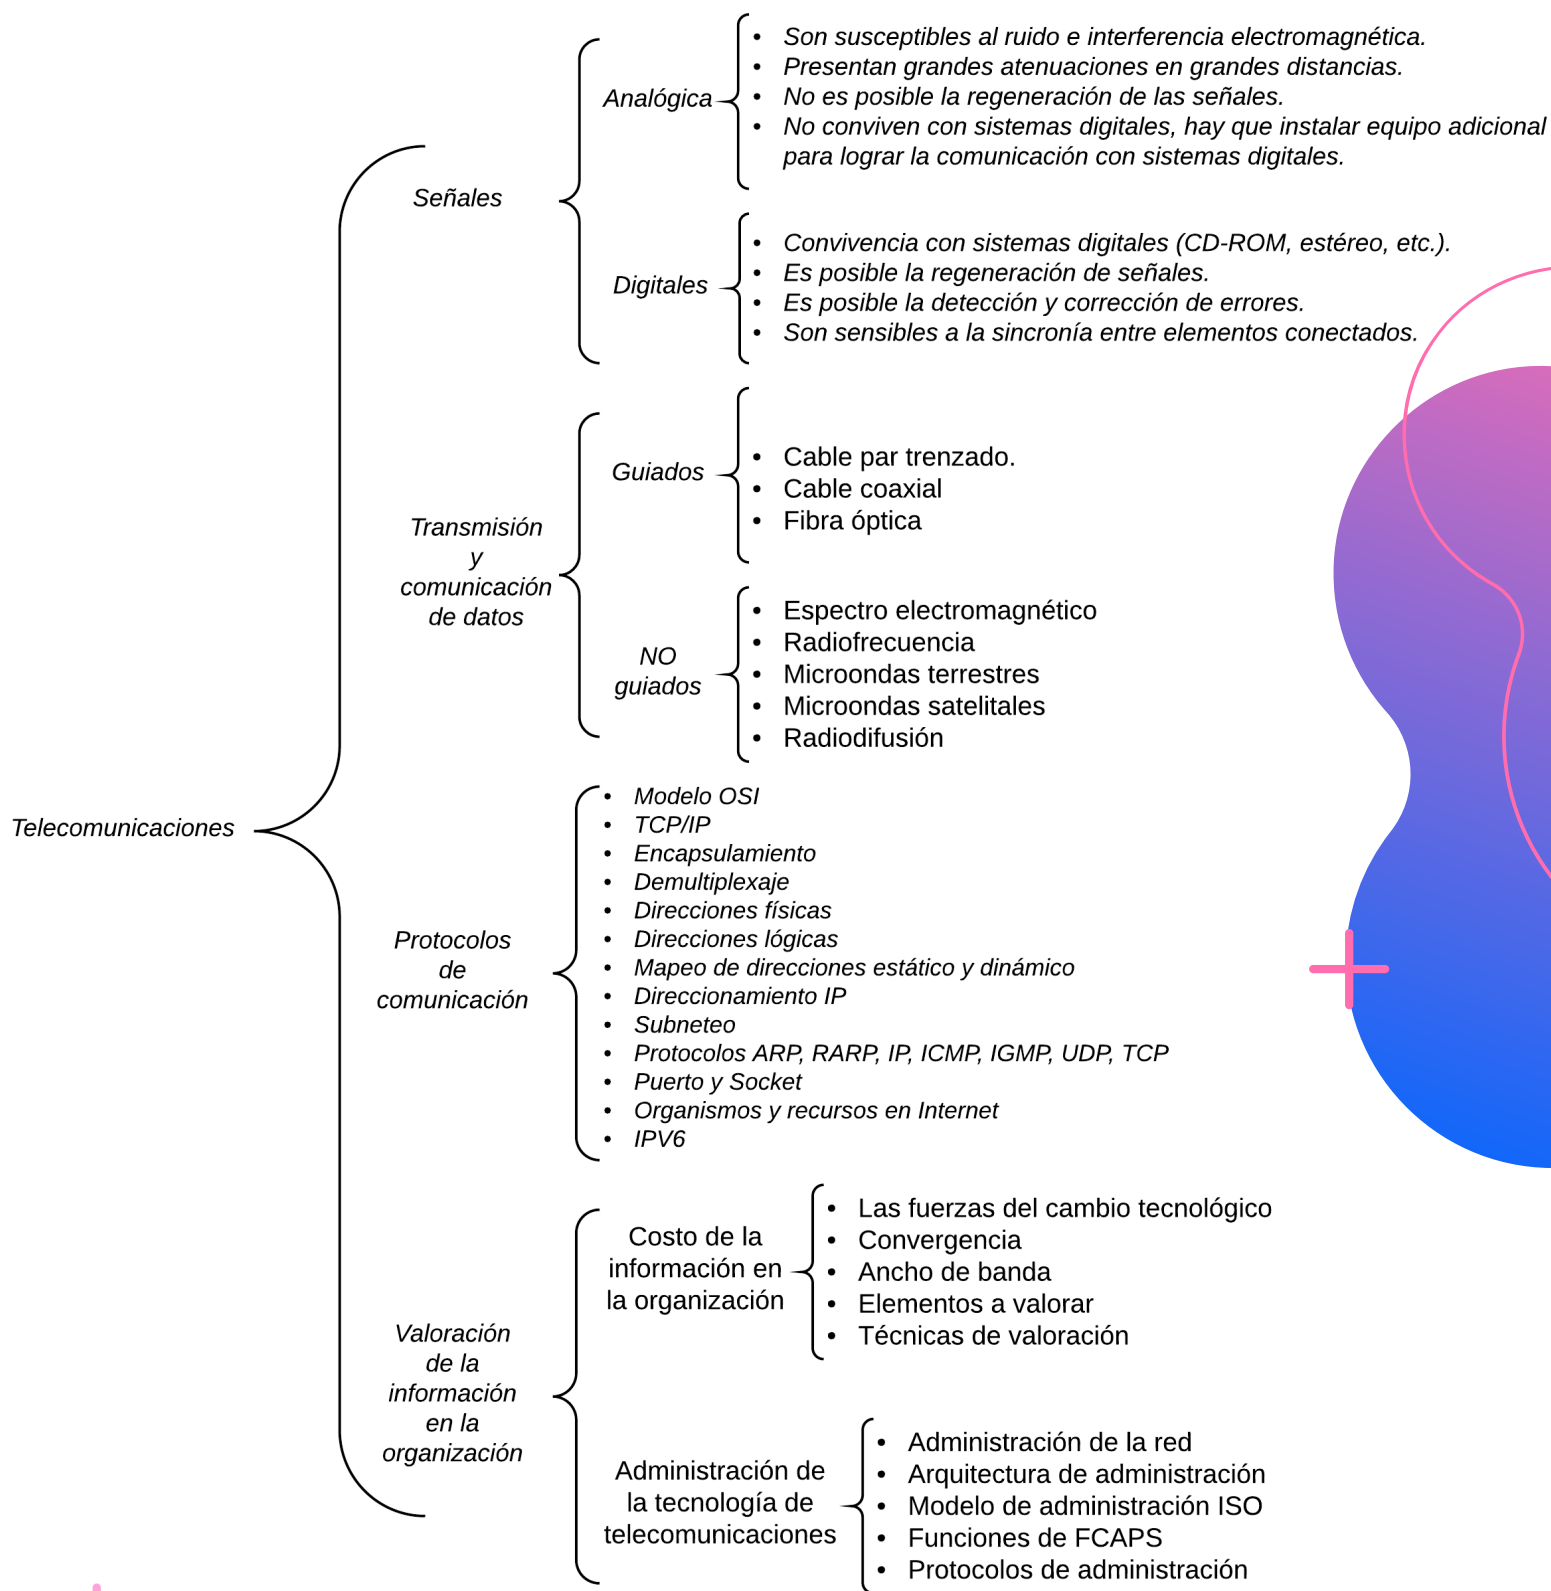 Telecomunicaciones
Señales
Analógica
• Son susceptibles al ruido e interferencia electromagnética.
• Presentan grandes atenuaciones en grandes distancias.
• No es posible la regeneración de las señales.
• No conviven con sistemas digitales, hay que instalar equipo adicional
para lograr la comunicación con sistemas digitales.
Digitales
• Convivencia con sistemas digitales (CD-ROM, estéreo, etc.).
• Es posible la regeneración de señales.
• Es posible la detección y corrección de errores.
• Son sensibles a la sincronía entre elementos conectados.
Transmisión
y
comunicación
de datos
Guiados
• Cable par trenzado.
• Cable coaxial
• Fibra óptica
NO
guiados
• Espectro electromagnético
• Radiofrecuencia
• Microondas terrestres
• Microondas satelitales
• Radiodifusión
Protocolos
de
comunicación
• Modelo OSI
• TCP/IP
• Encapsulamiento
• Demultiplexaje
• Direcciones físicas
• Direcciones lógicas
• Mapeo de direcciones estático y dinámico
• Direccionamiento IP
• Subneteo
• Protocolos ARP, RARP, IP, ICMP, IGMP, UDP, TCP
• Puerto y Socket
• Organismos y recursos en Internet
• IPV6
Valoración
de la
información
en la
organización
Costo de la
información en
la organización
• Las fuerzas del cambio tecnológico
• Convergencia
• Ancho de banda
• Elementos a valorar
• Técnicas de valoración
Administración de
la tecnología de
telecomunicaciones
• Administración de la red
• Arquitectura de administración
• Modelo de administración ISO
• Funciones de FCAPS
• Protocolos de administración